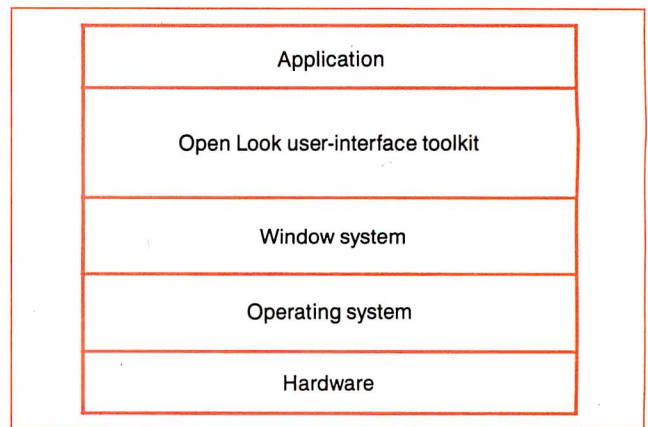 Application
Open Look user-interface toolkit
Window system
Operating system
Hardware